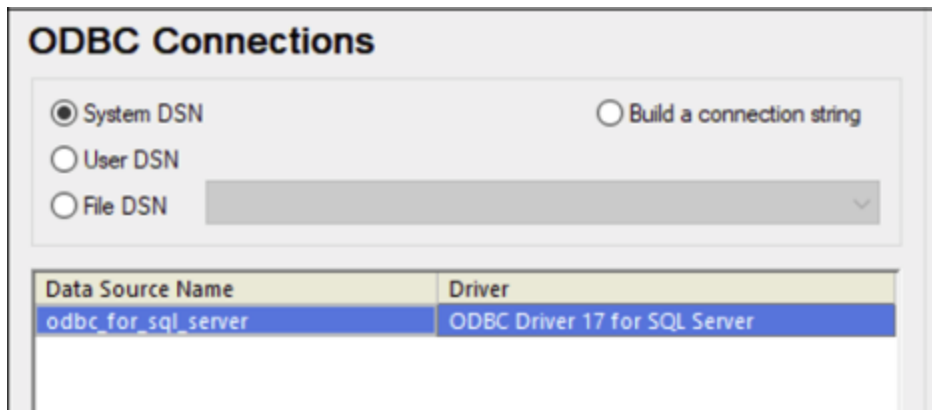 ODBC Connections
System DSN
Build a connection string
User DSN
File DSN
Data Source Name Driver
odbc_for_sql_server ODBC Driver 17 for SQL Server